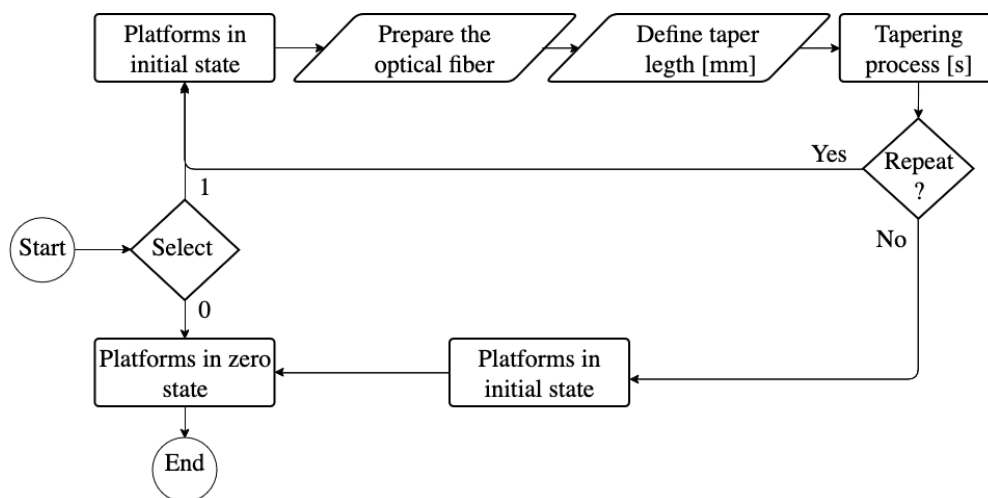 Platforms in
initial state
Prepare the
optical fiber
Define taper
legth [mm]
Tapering
process [s]
Yes
Repeat
?
1
Start
Select
No
0
Platforms in zero
state
Platforms in
initial state
End